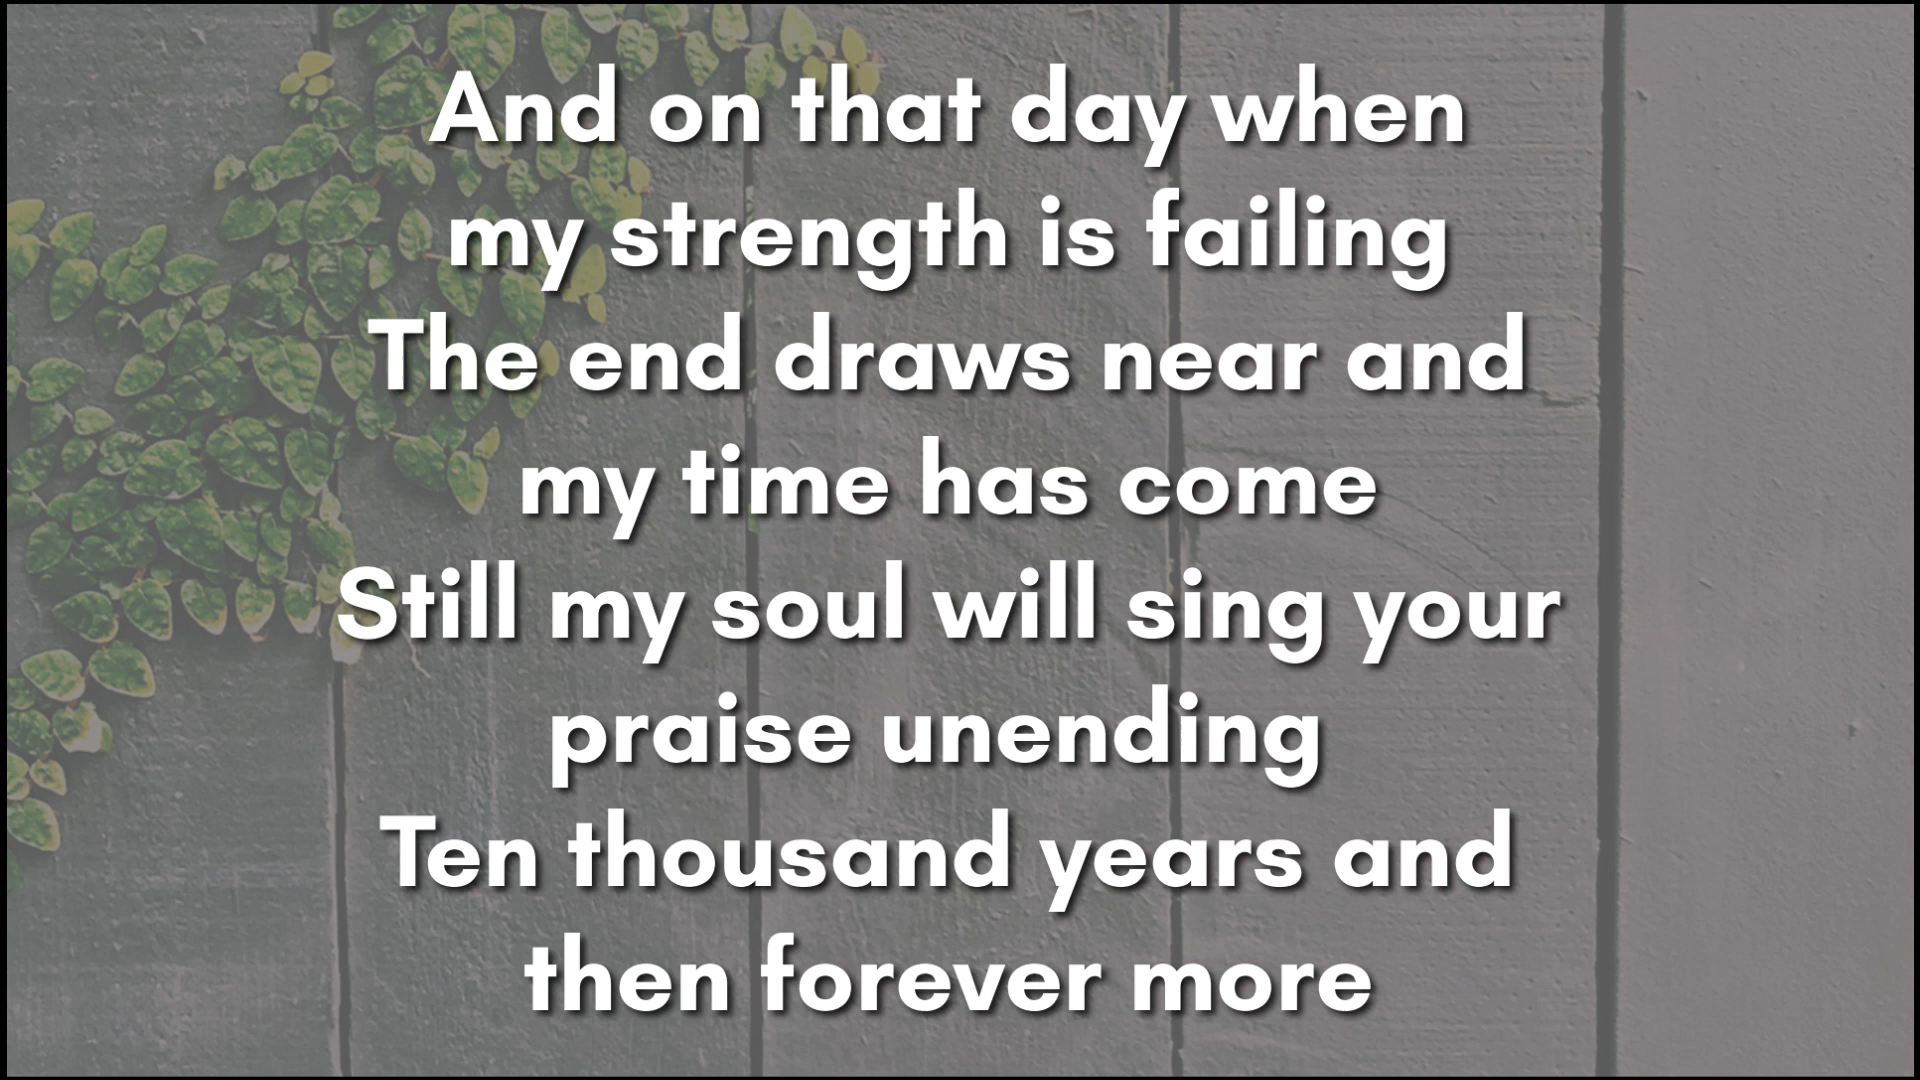 And on that day when
my strength is failing
The end draws near and
my time has come
Still my soul will sing your
praise unending
Ten thousand years and
then forever more